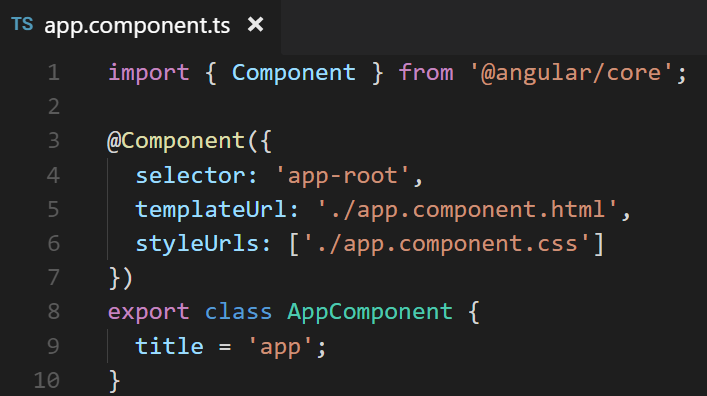 TS app.component.ts ×
1 import { Component } from '@angular/core';
2
3 @Component({
4   selector: 'app-root',
5   templateUrl: './app.component.html',
6   styleUrls: ['./app.component.css']
7 })
8 export class AppComponent {
9   title = 'app';
10 }